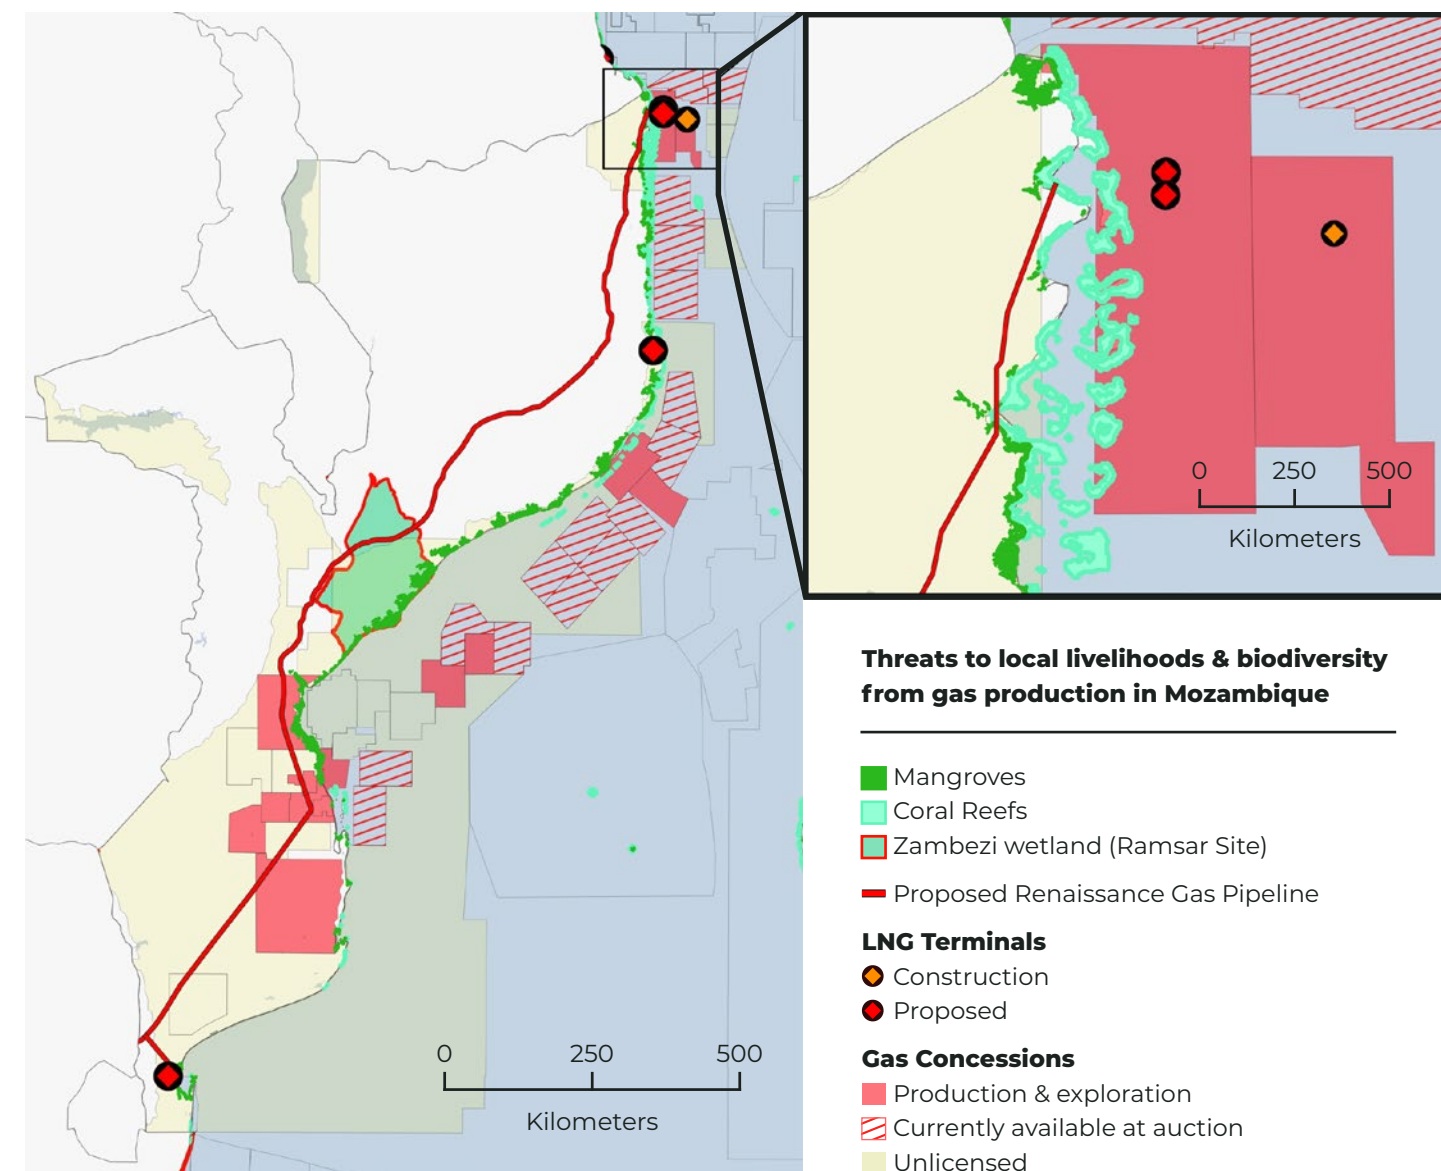 0 250 500
Kilometers
Threats to local livelihoods & biodiversity
from gas production in Mozambique
Mangroves
Coral Reefs
Zambezi wetland (Ramsar Site)
Proposed Renaissance Gas Pipeline
LNG Terminals
Construction
Proposed
Gas Concessions
Production & exploration
Currently available at auction
Unlicensed
0 250 500
Kilometers